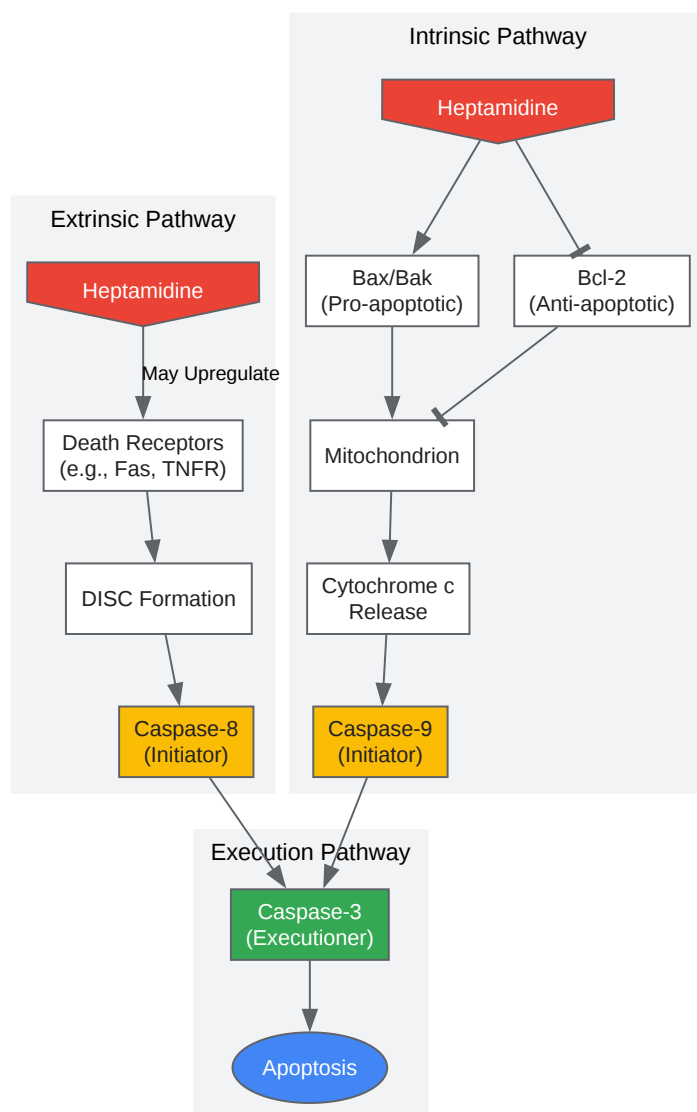 Intrinsic Pathway
Heptamidine
Extrinsic Pathway
Heptamidine
Bax/Bak
(Pro-apoptotic)
Bcl-2
(Anti-apoptotic)
May Upregulate
Death Receptors
(e.g., Fas, TNFR)
Mitochondrion
DISC Formation
Cytochrome c
Release
Caspase-8
(Initiator)
Caspase-9
(Initiator)
Execution Pathway
Caspase-3
(Executioner)
Apoptosis